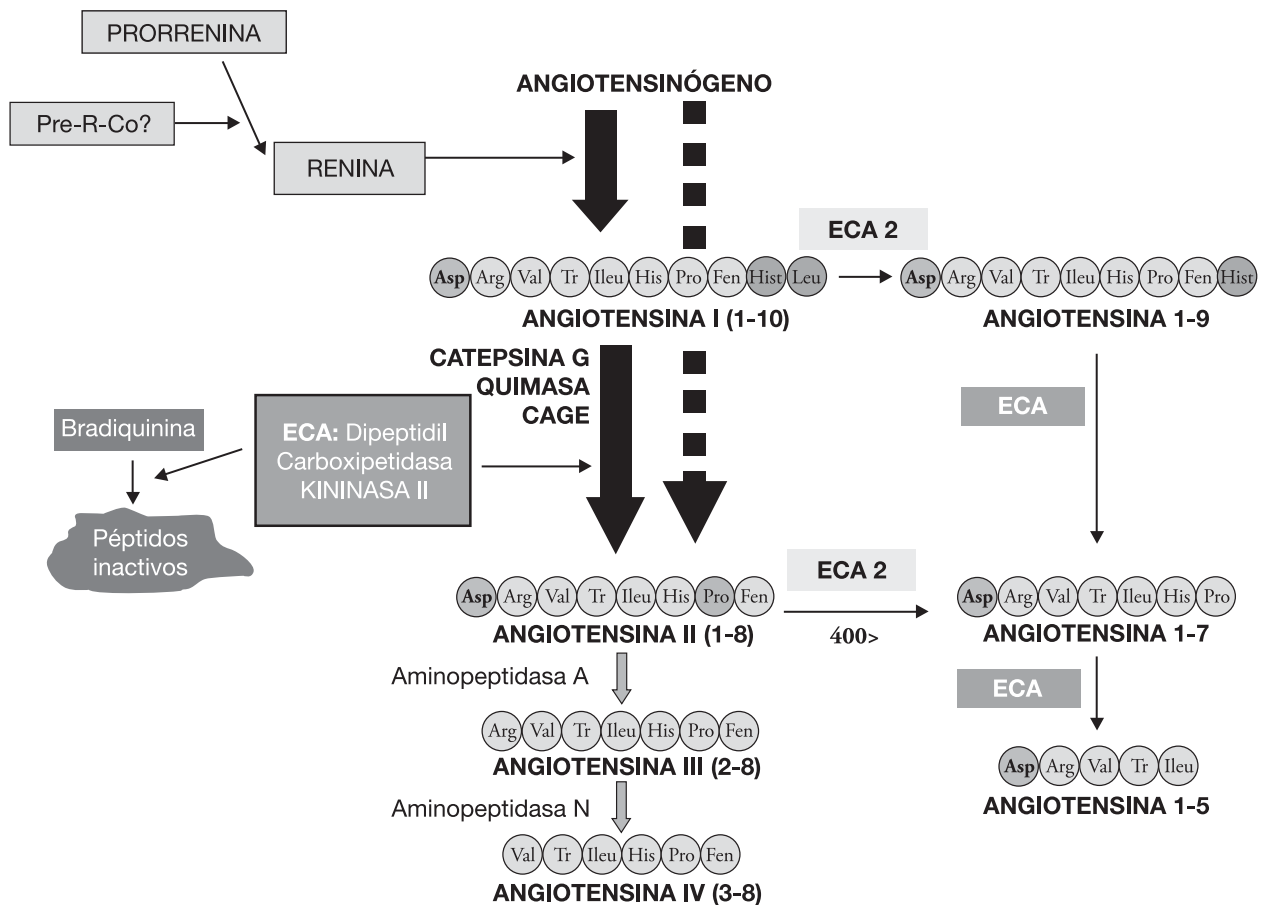 PRORRENINA
ANGIOTENSINÓGENO
Pre-R-Co?
RENINA
ECA 2
Asp Arg Val Tr Ileu His Pro Fen Hist Leu
Asp Arg Val Tr Ileu His Pro Fen Hist
ANGIOTENSINA I (1-10)
ANGIOTENSINA 1-9
CATEPSINA G
QUIMASA
CAGE
ECA
Bradiquinina
ECA: Dipeptidil
Carboxipetidasa
KININASA II
Péptidos
inactivos
ECA 2
Asp Arg Val Tr Ileu His Pro Fen
Asp Arg Val Tr Ileu His Pro
ANGIOTENSINA II (1-8)
400>
ANGIOTENSINA 1-7
Aminopeptidasa A
ECA
Arg Val Tr Ileu His Pro Fen
ANGIOTENSINA III (2-8)
Asp Arg Val Tr Ileu
ANGIOTENSINA 1-5
Aminopeptidasa N
Val Tr Ileu His Pro Fen
ANGIOTENSINA IV (3-8)